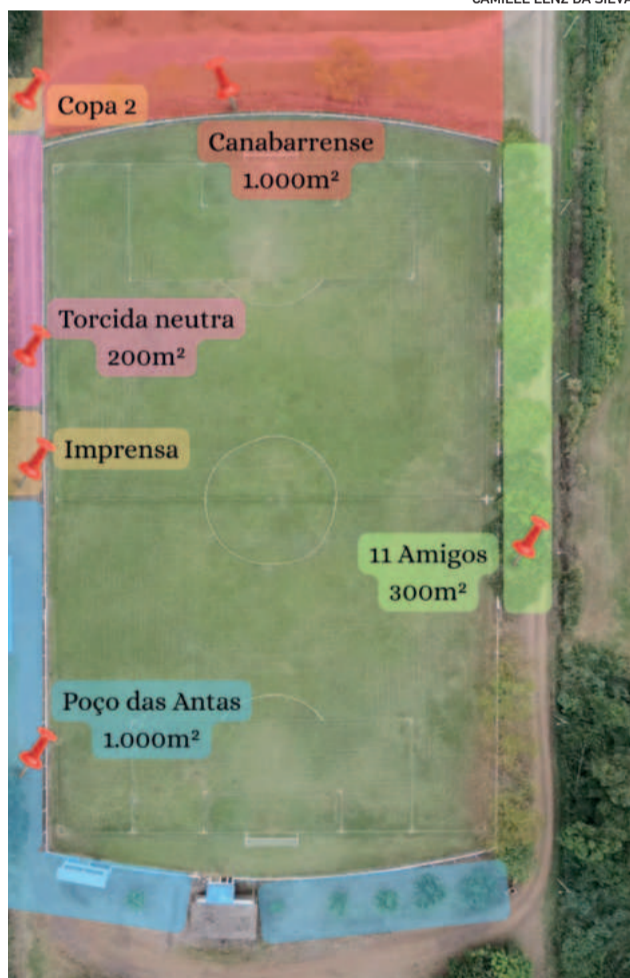 CAMILLE LENZ DA SILVA
Copa 2
Canabarrense
1.000m²
Torcida neutra
200m²
Imprensa
11 Amigos
300m²
Poço das Antas
1.000m²